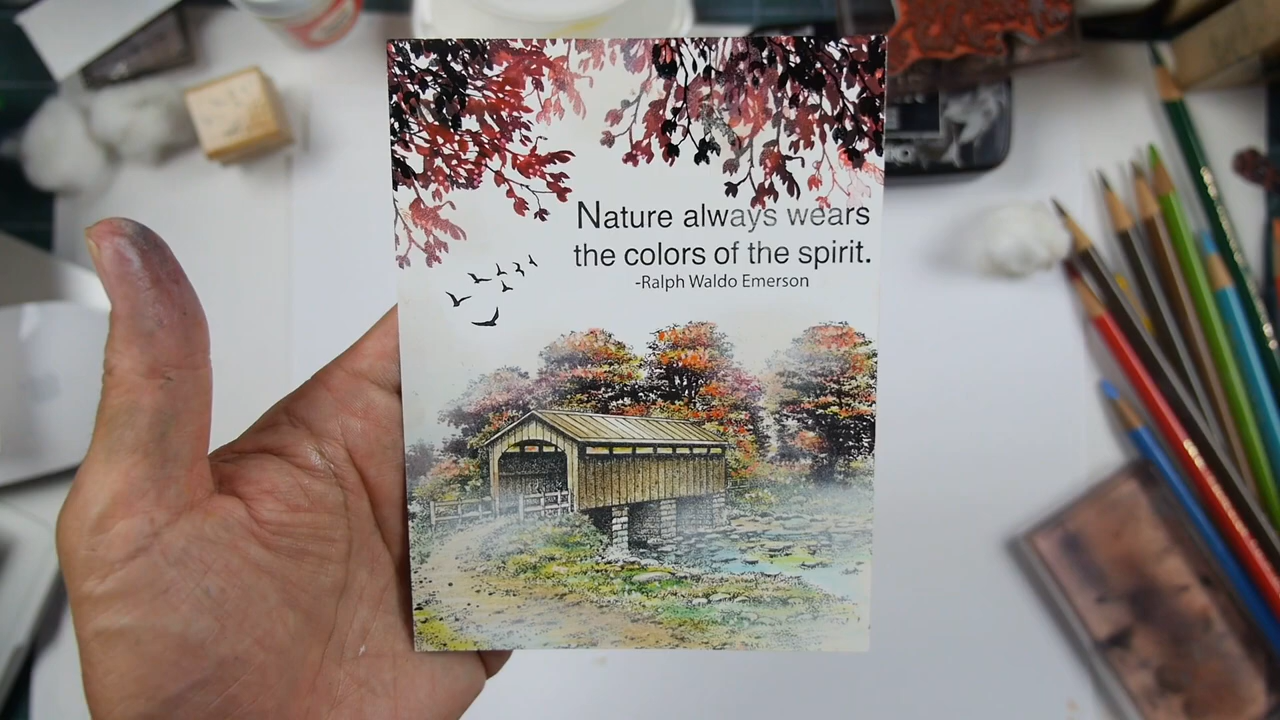 Nature always wears
the colors of the spirit.
-Ralph Waldo Emerson